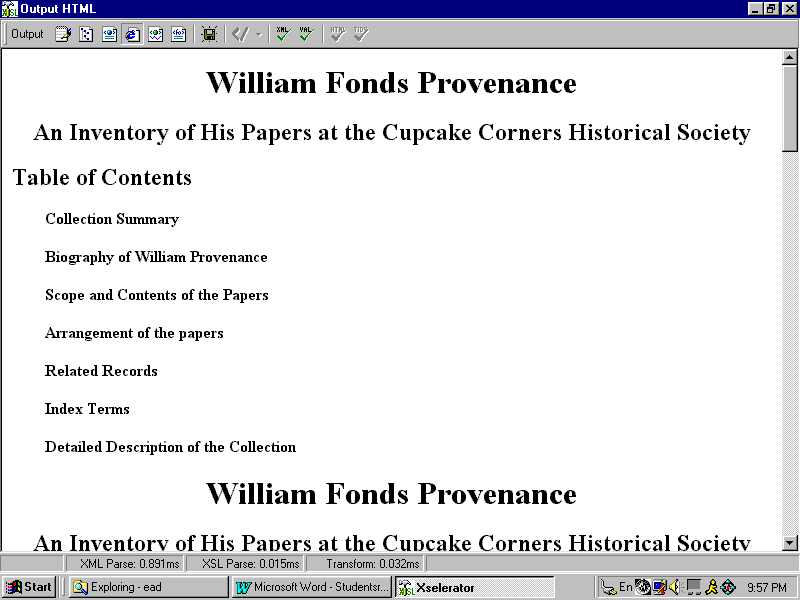 Output HTML
Output XML VAL HTML TIDY
William Fonds Provenance
An Inventory of His Papers at the Cupcake Corners Historical Society
Table of Contents
Collection Summary
Biography of William Provenance
Scope and Contents of the Papers
Arrangement of the papers
Related Records
Index Terms
Detailed Description of the Collection
William Fonds Provenance
An Inventory of His Papers at the Cupcake Corners Historical Society
XML Parse: 0.891ms XSL Parse: 0.015ms Transform: 0.032ms
Start Exploring - ead Microsoft Word - Studentsr... Xselerator En 9:57 PM